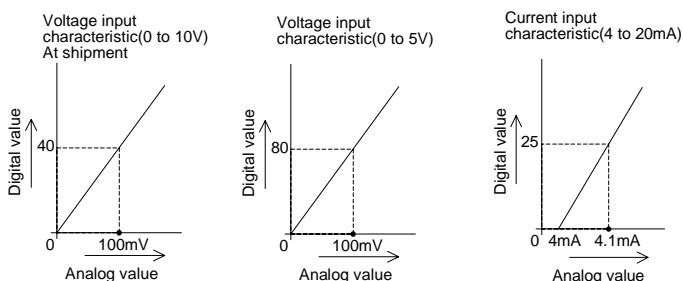 Voltage input
characteristic(0 to 10V)
At shipment
Digital value
40
0
100mV
Analog value
Voltage input
characteristic(0 to 5V)
Digital value
80
0
100mV
Analog value
Current input
characteristic(4 to 20mA)
Digital value
25
0
4mA
4.1mA
Analog value